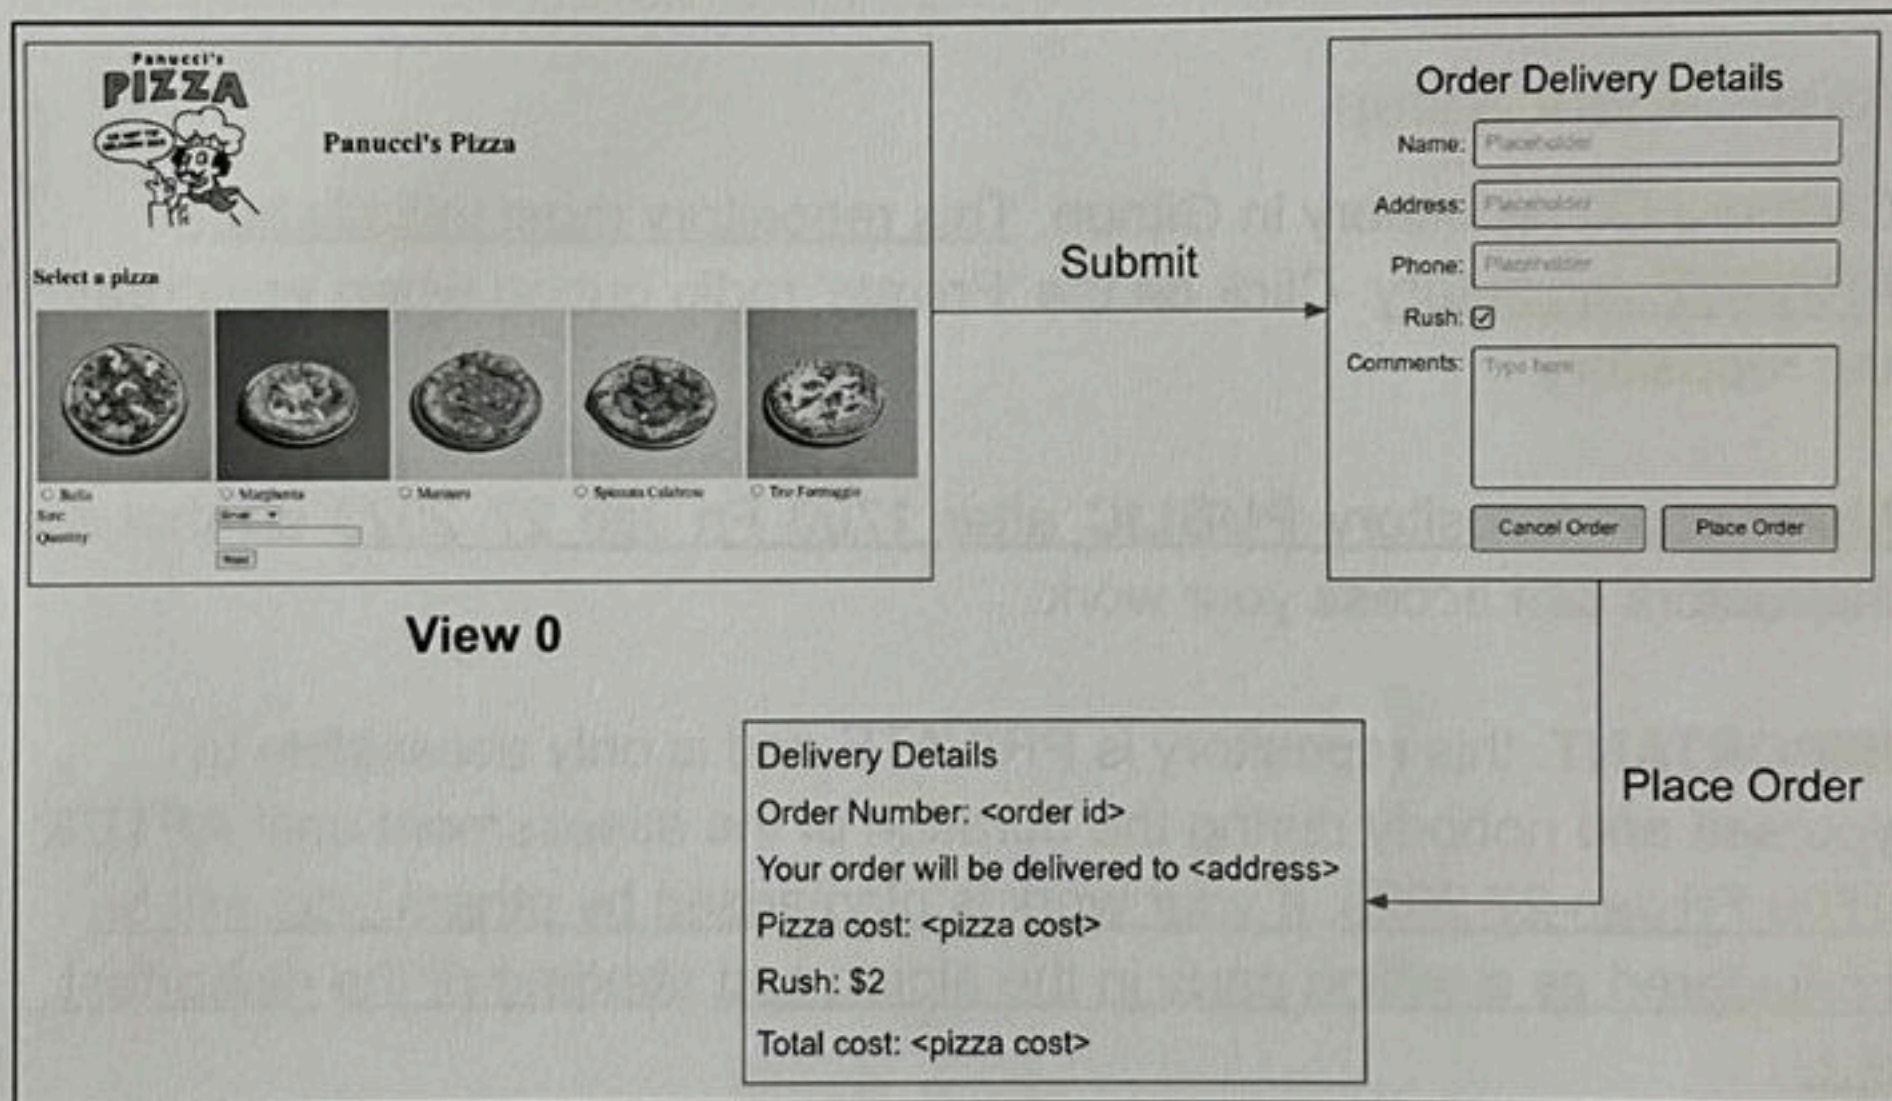 Panucci's
PIZZA
Panucci's Pizza
Select a pizza
Bella
Margherita
Marinara
Spianata Calabrese
Tre Formaggio
Size:
Quantity:
View 0
Submit
Order Delivery Details
Name: Placeholder
Address: Placeholder
Phone: Placeholder
Rush:
Comments: Type here
Cancel Order Place Order
Place Order
Delivery Details
Order Number: <order id>
Your order will be delivered to <address>
Pizza cost: <pizza cost>
Rush: $2
Total cost: <pizza cost>